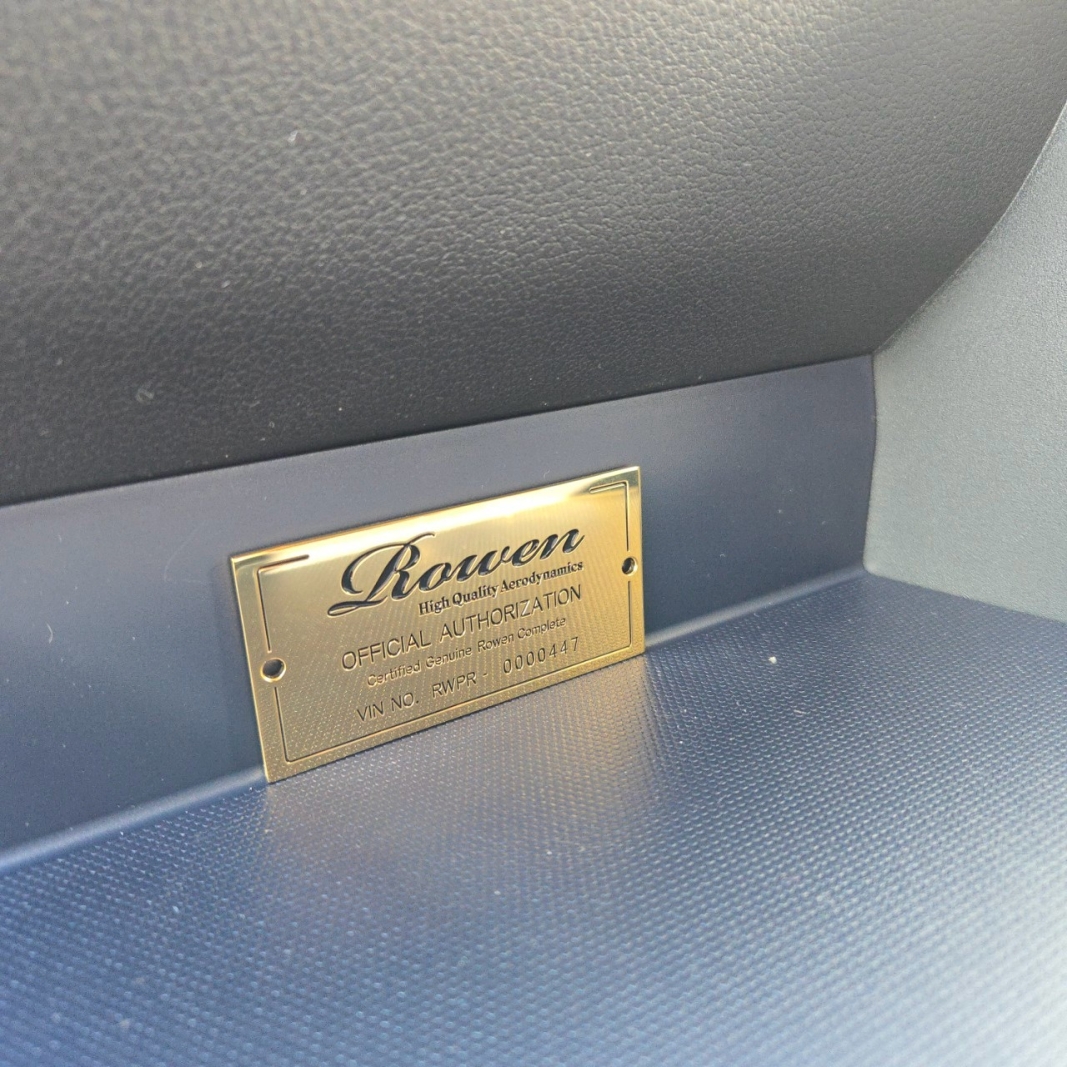 Rowen
High Quality Aerodynamics
OFFICIAL AUTHORIZATION
Certified Genuine Rowen Complete
VIN NO. RWPR - 0000447